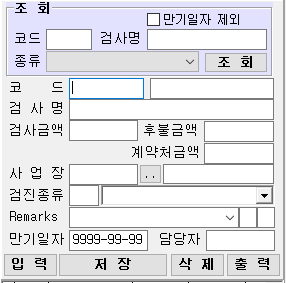 조 회
만기일자 제외
코드 검사명
종류 조 회
코 드
검 사 명
검사금액 후불금액
계약처금액
사 업 장 ..
검진종류
Remarks
만기일자 9999-99-99 담당자
입 력 저 장 삭 제 출 력